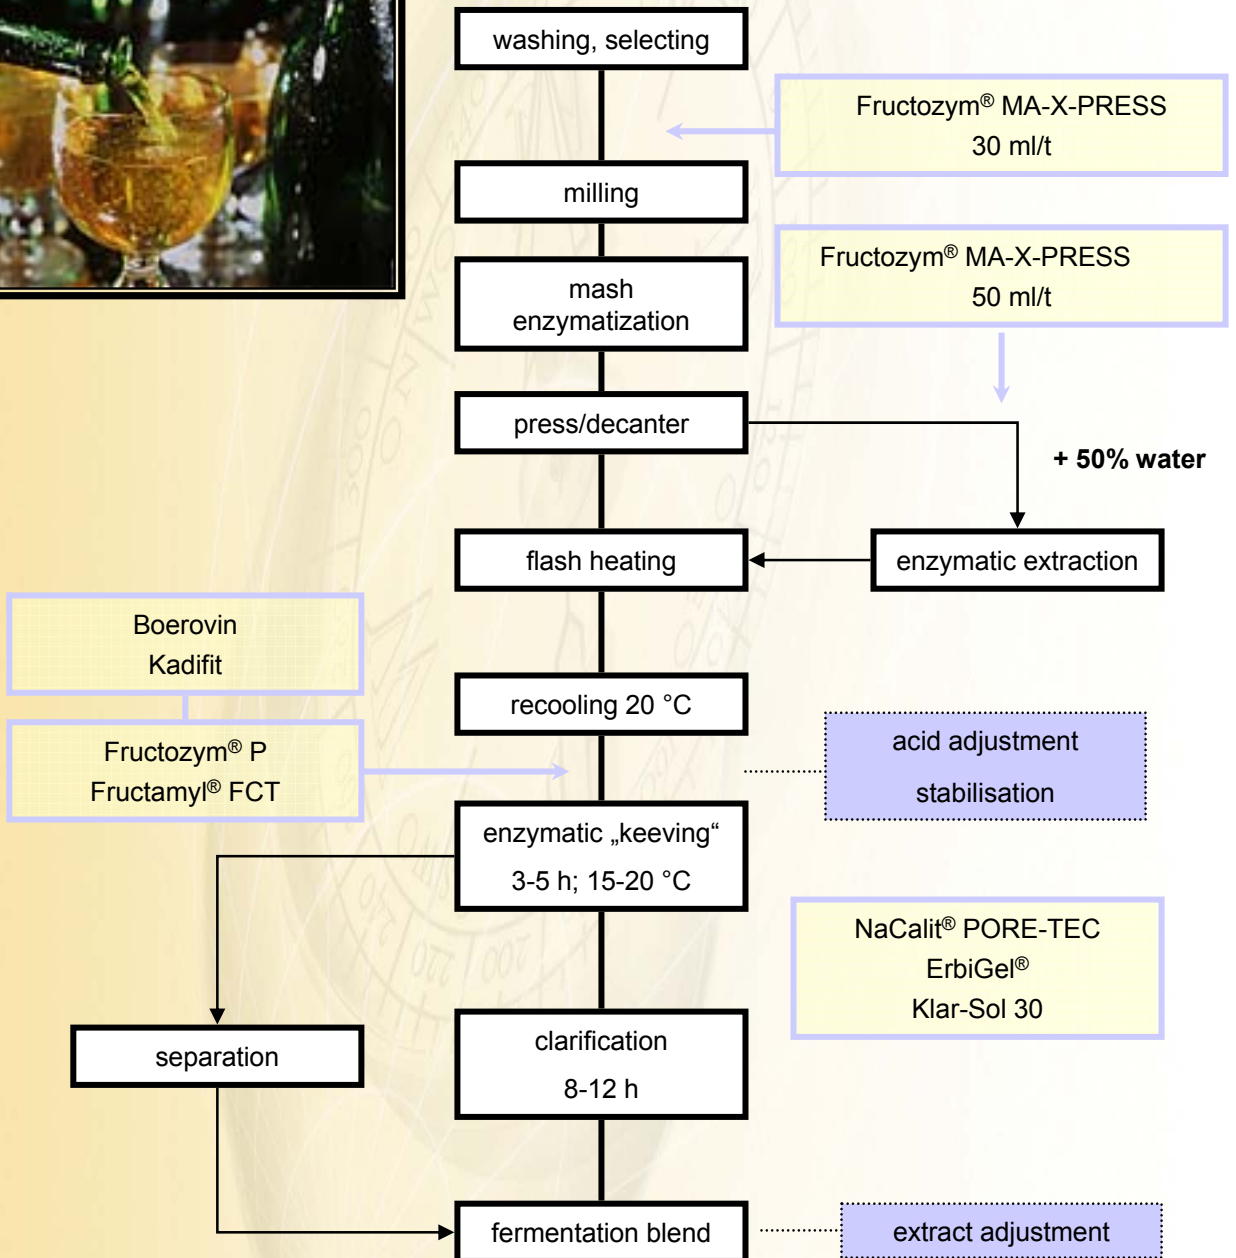 washing, selecting
Fructozym® MA-X-PRESS
30 ml/t
milling
Fructozym® MA-X-PRESS
50 ml/t
mash
enzymatization
press/decanter
+ 50% water
flash heating
enzymatic extraction
Boerovin
Kadifit
recooling 20 °C
Fructozym® P
Fructamyl® FCT
acid adjustment
stabilisation
enzymatic „keeving“
3-5 h; 15-20 °C
NaCalit® PORE-TEC
ErbiGel®
Klar-Sol 30
separation
clarification
8-12 h
fermentation blend
extract adjustment